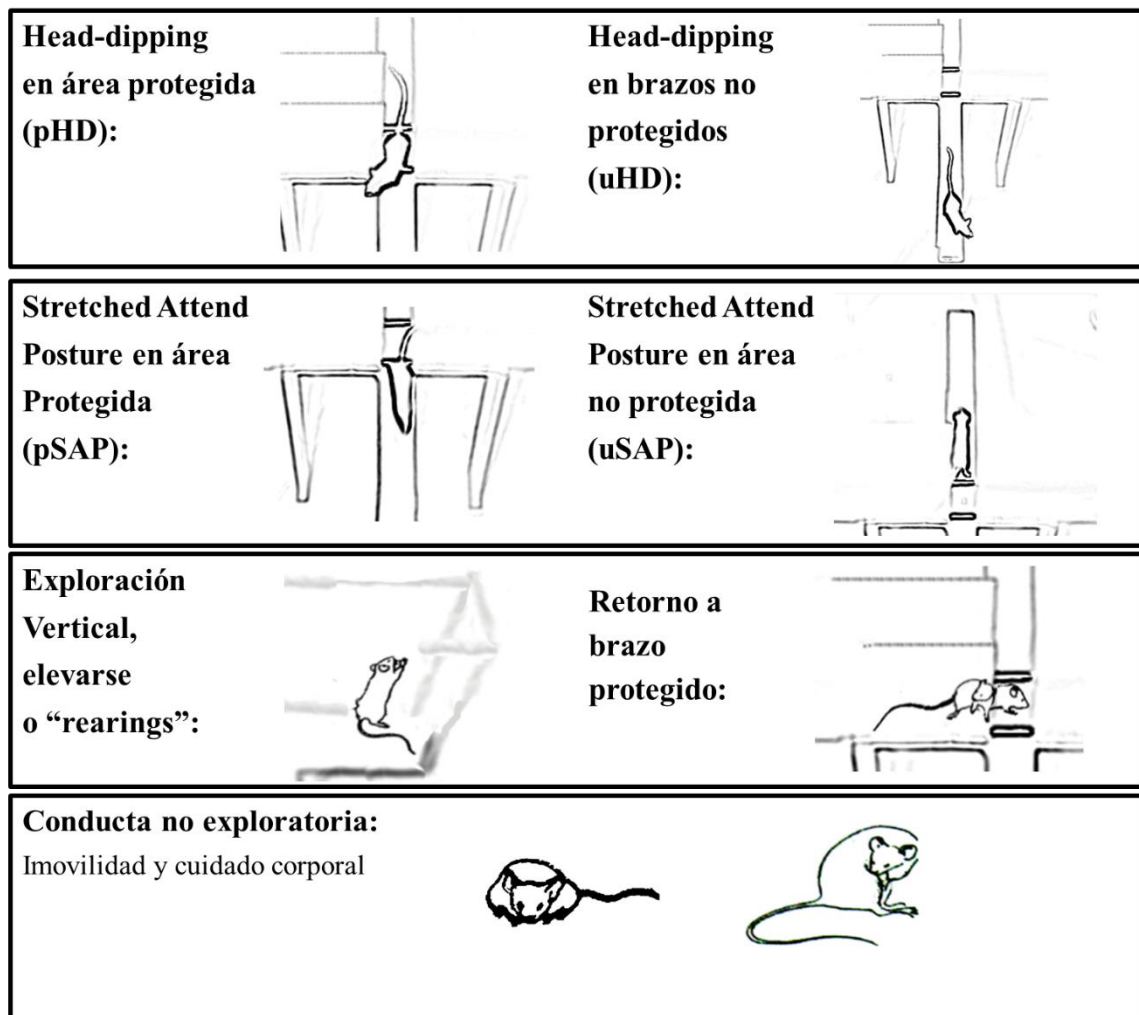 Head-dipping
en área protegida
(pHD):
Head-dipping
en brazos no
protegidos
(uHD):
Stretched Attend
Posture en área
Protegida
(pSAP):
Stretched Attend
Posture en área
no protegida
(uSAP):
Exploración
Vertical,
elevarse
o “rearings”:
Retorno a
brazo
protegido:
Conducta no exploratoria:
Imovilidad y cuidado corporal